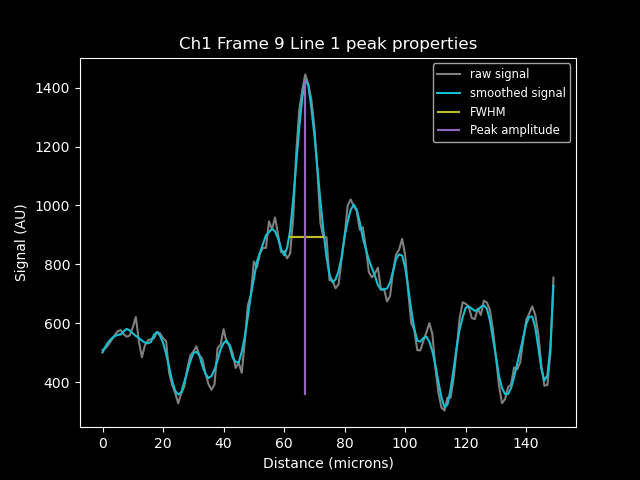 Ch1 Frame 9 Line 1 peak properties
raw signal
smoothed signal
FWHM
Peak amplitude
Signal (AU)
1400
1200
1000
800
600
400
0 20 40 60 80 100 120 140
Distance (microns)